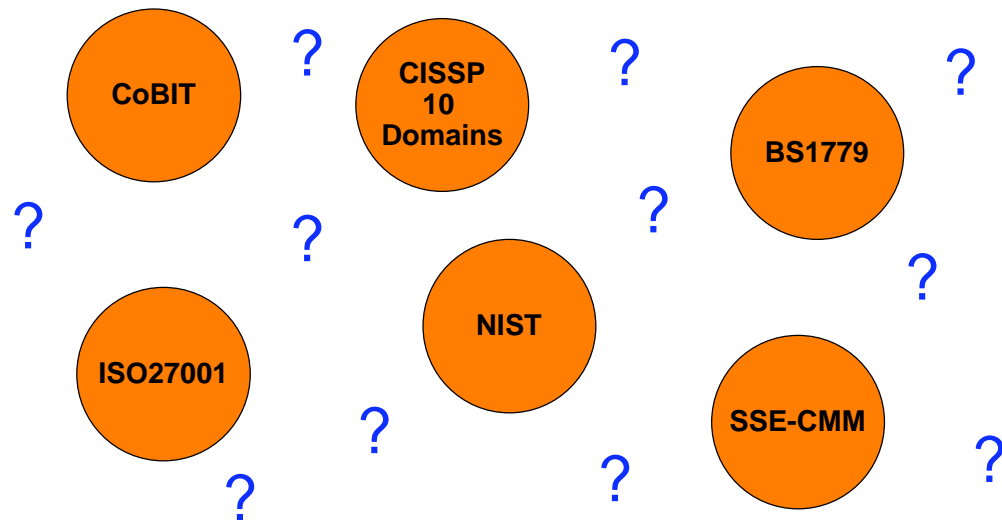 CoBIT
?
CISSP
10
Domains
?
?
BS1779
?
?
?
?
ISO27001
NIST
SSE-CMM
?
?
?
?